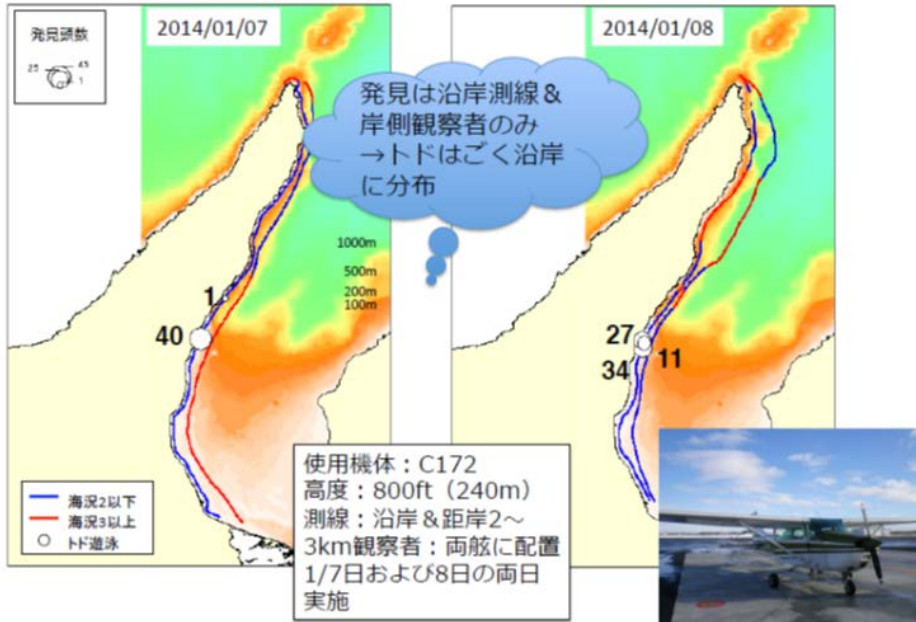 発見頭数
25
45
1
2014/01/07
2014/01/08
発見は沿岸測線&
岸側観察者のみ
→トドはごく沿岸
に分布
1000m
500m
200m
100m
1
40
27
34
11
海況2以下
海況3以上
トド遊泳
使用機体：C172
高度：800ft（240m）
測線：沿岸&距岸2～
3km観察者：両舷に配置
1/7日および8日の両日
実施